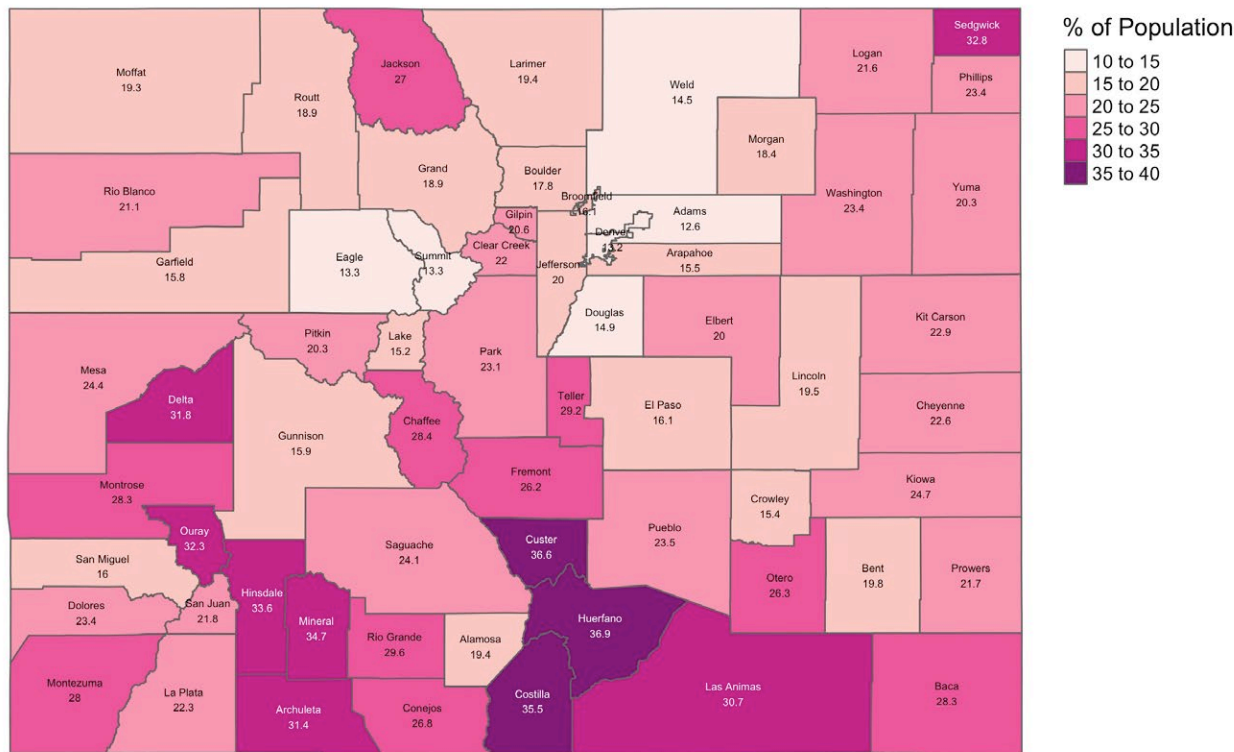 Moffat
19.3
Routt
18.9
Jackson
27
Larimer
19.4
Weld
14.5
Logan
21.6
Sedgwick
32.8
Phillips
23.4
Morgan
18.4
Rio Blanco
21.1
Grand
18.9
Boulder
17.8
Broomfield
16.1
Washington
23.4
Yuma
20.3
Garfield
15.8
Eagle
13.3
Summit
13.3
Gilpin
20.6
Clear Creek
22
Jefferson
20
Denver
13.2
Adams
12.6
Arapahoe
15.5
Mesa
24.4
Pitkin
20.3
Lake
15.2
Park
23.1
Douglas
14.9
Elbert
20
Lincoln
19.5
Kit Carson
22.9
Delta
31.8
Gunnison
15.9
Chaffee
28.4
Teller
29.2
El Paso
16.1
Cheyenne
22.6
Montrose
28.3
Fremont
26.2
Crowley
15.4
Kiowa
24.7
Ouray
32.3
San Miguel
16
Saguache
24.1
Custer
36.6
Pueblo
23.5
Otero
26.3
Bent
19.8
Prowers
21.7
Dolores
23.4
San Juan
21.8
Hinsdale
33.6
Mineral
34.7
Rio Grande
29.6
Alamosa
19.4
Huerfano
36.9
Montezuma
28
La Plata
22.3
Archuleta
31.4
Conejos
26.8
Costilla
35.5
Las Animas
30.7
Baca
28.3
% of Population
10 to 15
15 to 20
20 to 25
25 to 30
30 to 35
35 to 40